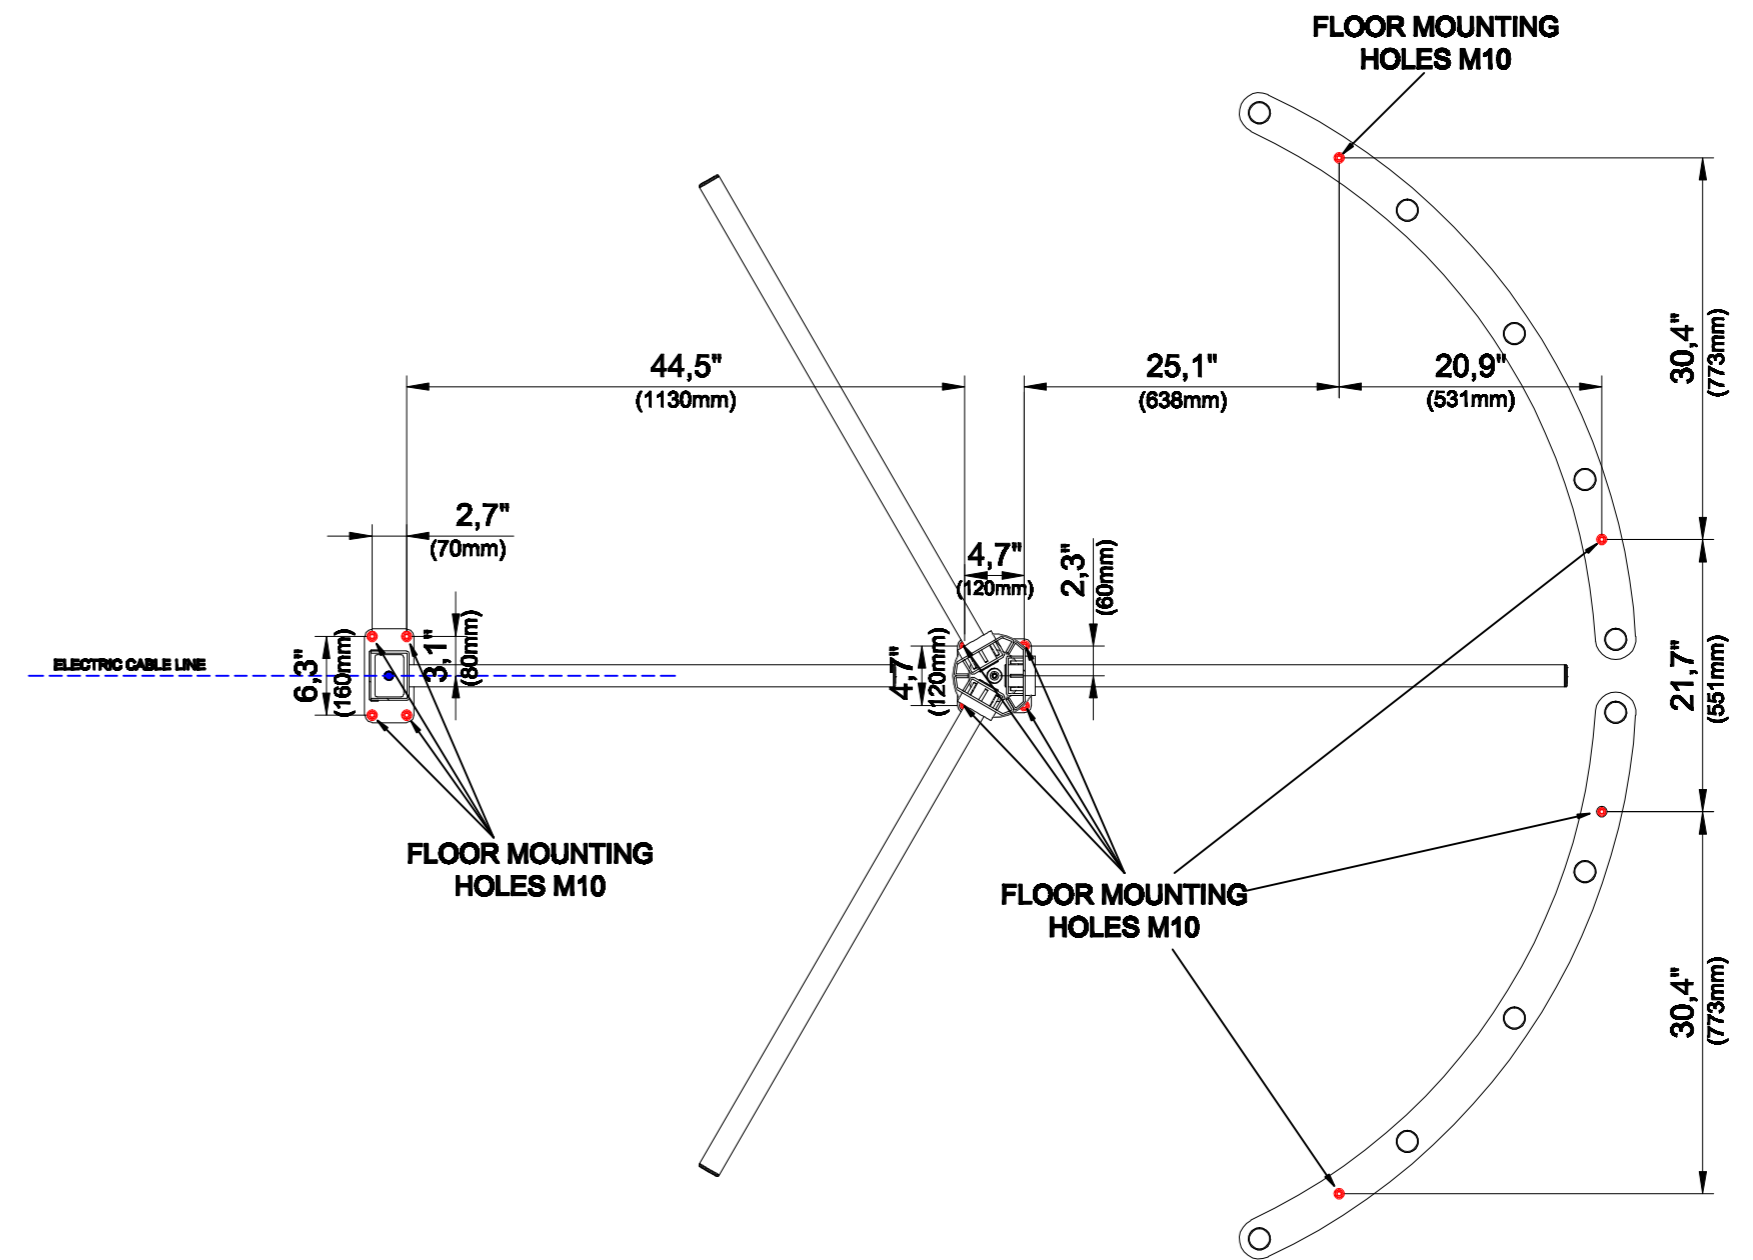 FLOOR MOUNTING
HOLES M10
44,5"
(1130mm)
25,1"
(638mm)
20,9"
(531mm)
30,4"
(773mm)
2,7"
(70mm)
4,7"
(120mm)
2,3"
(60mm)
ELECTRIC CABLE LINE
6,3"
(160mm)
3,1"
(80mm)
4,7"
(120mm)
21,7"
(551mm)
FLOOR MOUNTING
HOLES M10
FLOOR MOUNTING
HOLES M10
30,4"
(773mm)